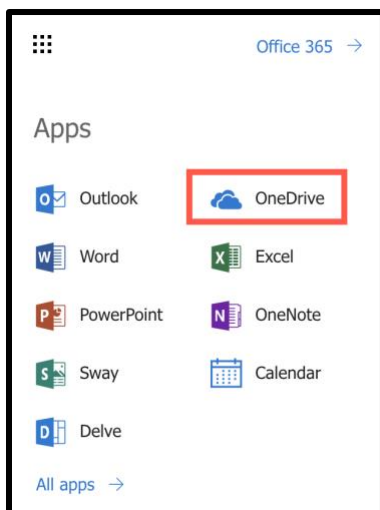 Office 365 →
Apps
Outlook OneDrive
Word Excel
PowerPoint OneNote
Sway Calendar
Delve
All apps →